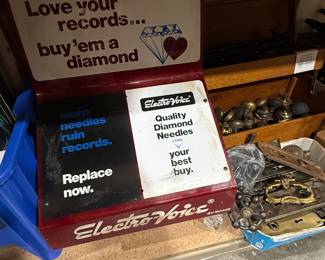 Love your
records...
buy'em a
diamond
worn
needles
ruin
records.
Replace
now.
Electro-Voice
Quality
Diamond
Needles
your
best
buy.
Electro-Voice